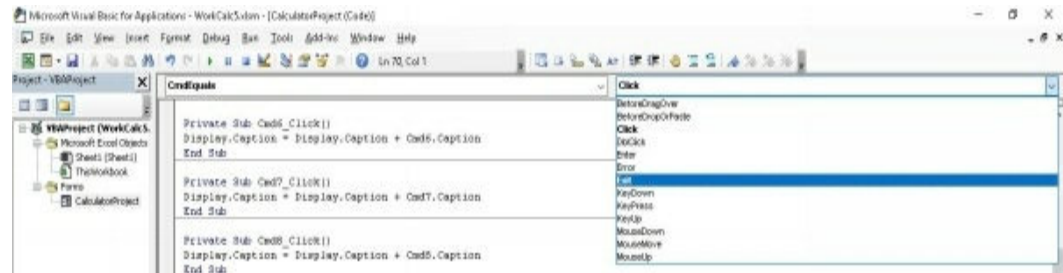 Microsoft Visual Basic for Applications - WorkCalc5.xlsm - [CalculatorProject (Code)]
File Edit View Insert Format Debug Run Tools Add-Ins Window Help
Ln 70, Col 1
Project - VBAProject
CmdEquals
Click
VBAProject (WorkCalc5.
Microsoft Excel Objects
Sheet1 (Sheet1)
ThisWorkbook
Forms
CalculatorProject
Private Sub Cmd6_Click()
Display.Caption = Display.Caption + Cmd6.Caption
End Sub
Private Sub Cmd7_Click()
Display.Caption = Display.Caption + Cmd7.Caption
End Sub
Private Sub Cmd8_Click()
Display.Caption = Display.Caption + Cmd8.Caption
End Sub
BeforeDragOver
BeforeDropOrPaste
Click
DblClick
Enter
Error
Exit
KeyDown
KeyPress
KeyUp
MouseDown
MouseMove
MouseUp